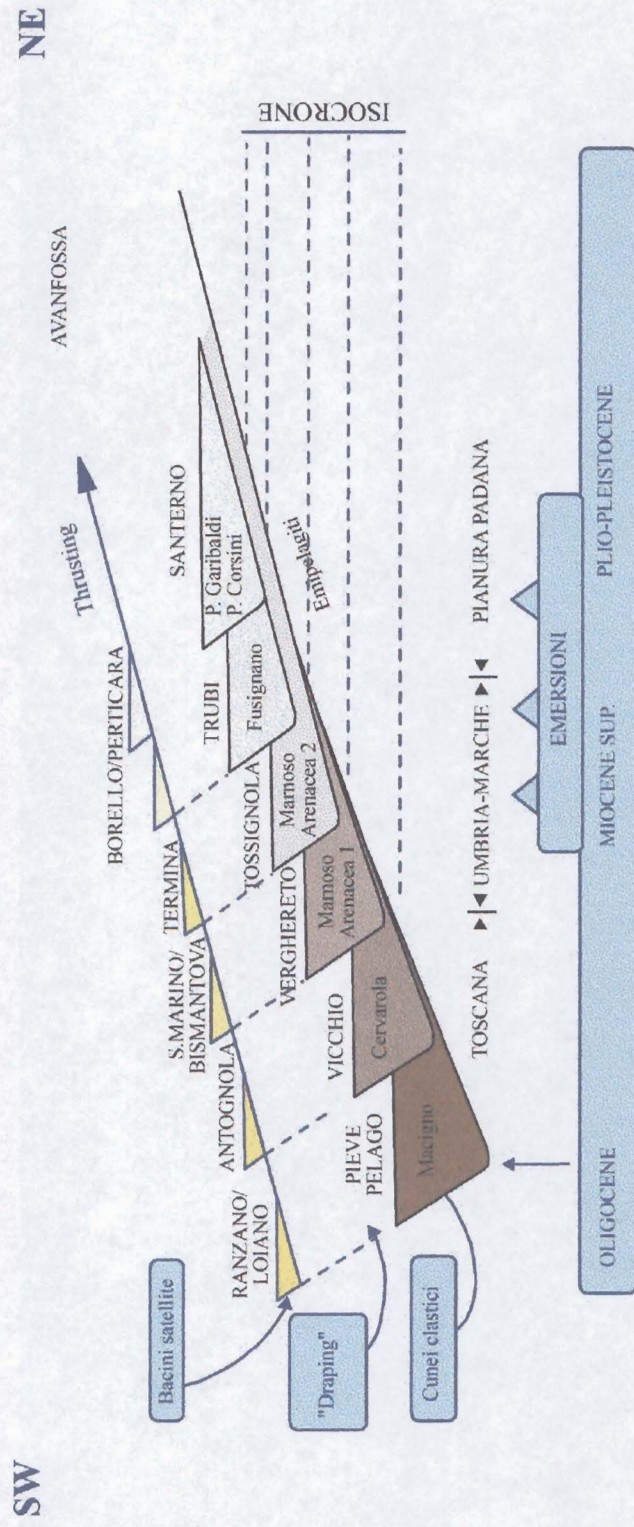 SW
NE
AVANFOSSA
Thrusting
ISOCRONE
Bacini satellite
"Draping"
Cunei clastici
RANZANO/
LOIANO
ANTOGNOLA
S.MARINO/
BISMANTOVA
TERMINA
BORELLO/PERTICARA
PIEVE
PELAGO
VICCHIO
VERGHERETO
TOSSIGNOLA
TRUBI
SANTERNO
Macigno
Cervarola
Marnoso
Arenacea 1
Marnoso
Arenacea 2
Fusignano
P. Garibaldi
P. Corsini
Emipelagiti
TOSCANA
UMBRIA-MARCHE
PIANURA PADANA
EMERSIONI
OLIGOCENE
MIOCENE SUP.
PLIO-PLEISTOCENE